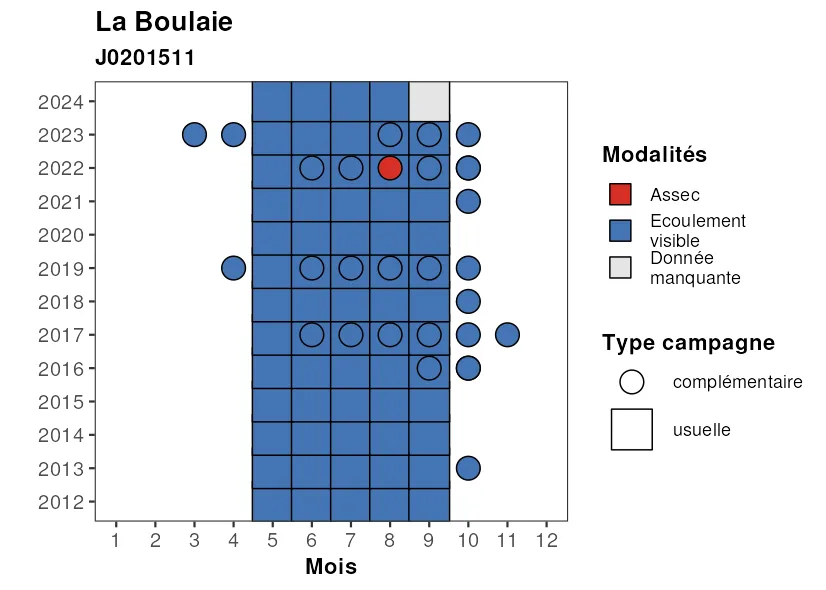 La Boulaie
J0201511
2024
2023
2022
2021
2020
2019
2018
2017
2016
2015
2014
2013
2012
1 2 3 4 5 6 7 8 9 10 11 12
Mois
Modalités
Assec
Ecoulement
visible
Donnée
manquante
Type campagne
complémentaire
usuelle